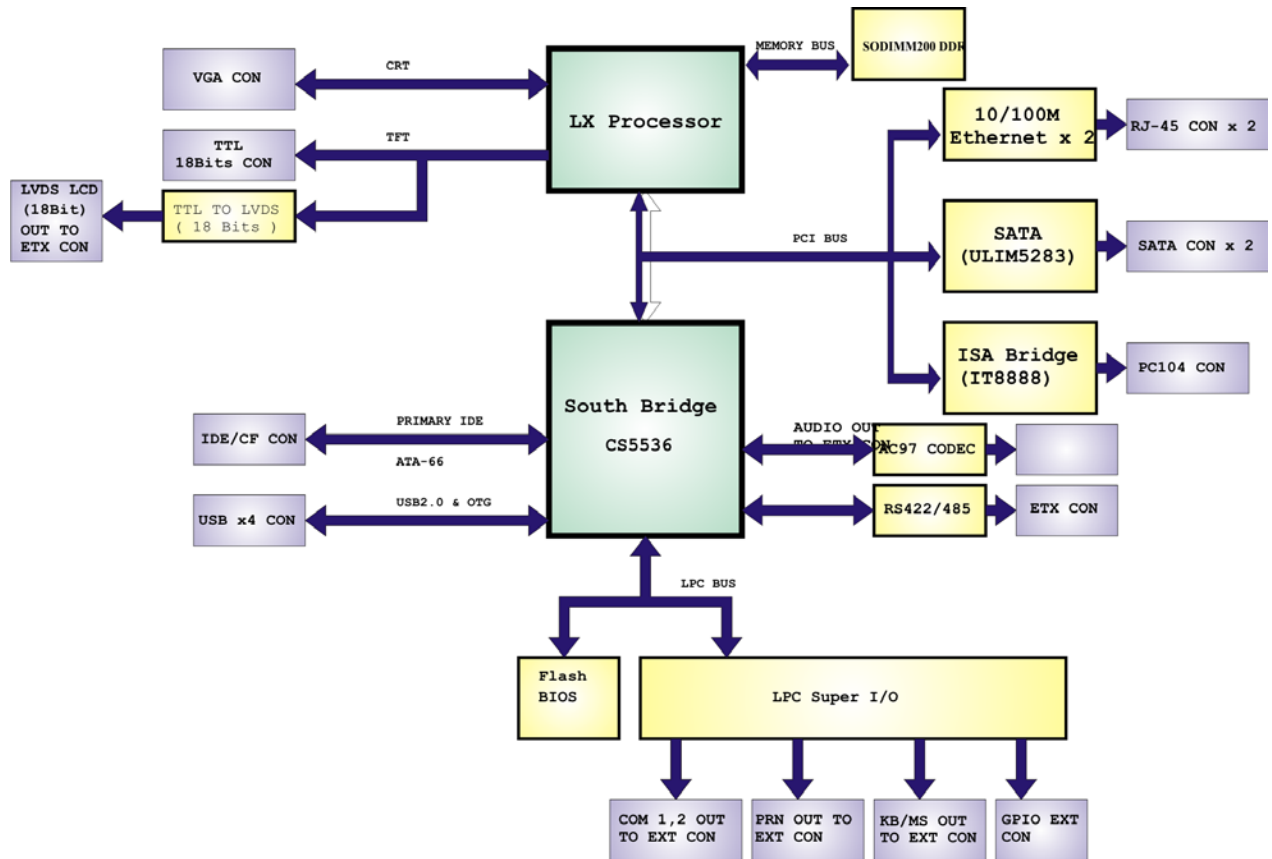 MEMORY BUS
SODIMM200 DDR
VGA CON
CRT
LX Processor
10/100M
Ethernet x 2
RJ-45 CON x 2
TTL
18Bits CON
TFT
LVDS LCD
(18Bit)
OUT TO
ETX CON
TTL TO LVDS
( 18 Bits )
PCI BUS
SATA
(ULIM5283)
SATA CON x 2
ISA Bridge
(IT8888)
PC104 CON
South Bridge
CS5536
IDE/CF CON
PRIMARY IDE
ATA-66
AUDIO OUT
TO ETX CON
AC97 CODEC
USB x4 CON
USB2.0 & OTG
RS422/485
ETX CON
LPC BUS
Flash
BIOS
LPC Super I/O
COM 1,2 OUT
TO EXT CON
PRN OUT TO
EXT CON
KB/MS OUT
TO EXT CON
GPIO EXT
CON